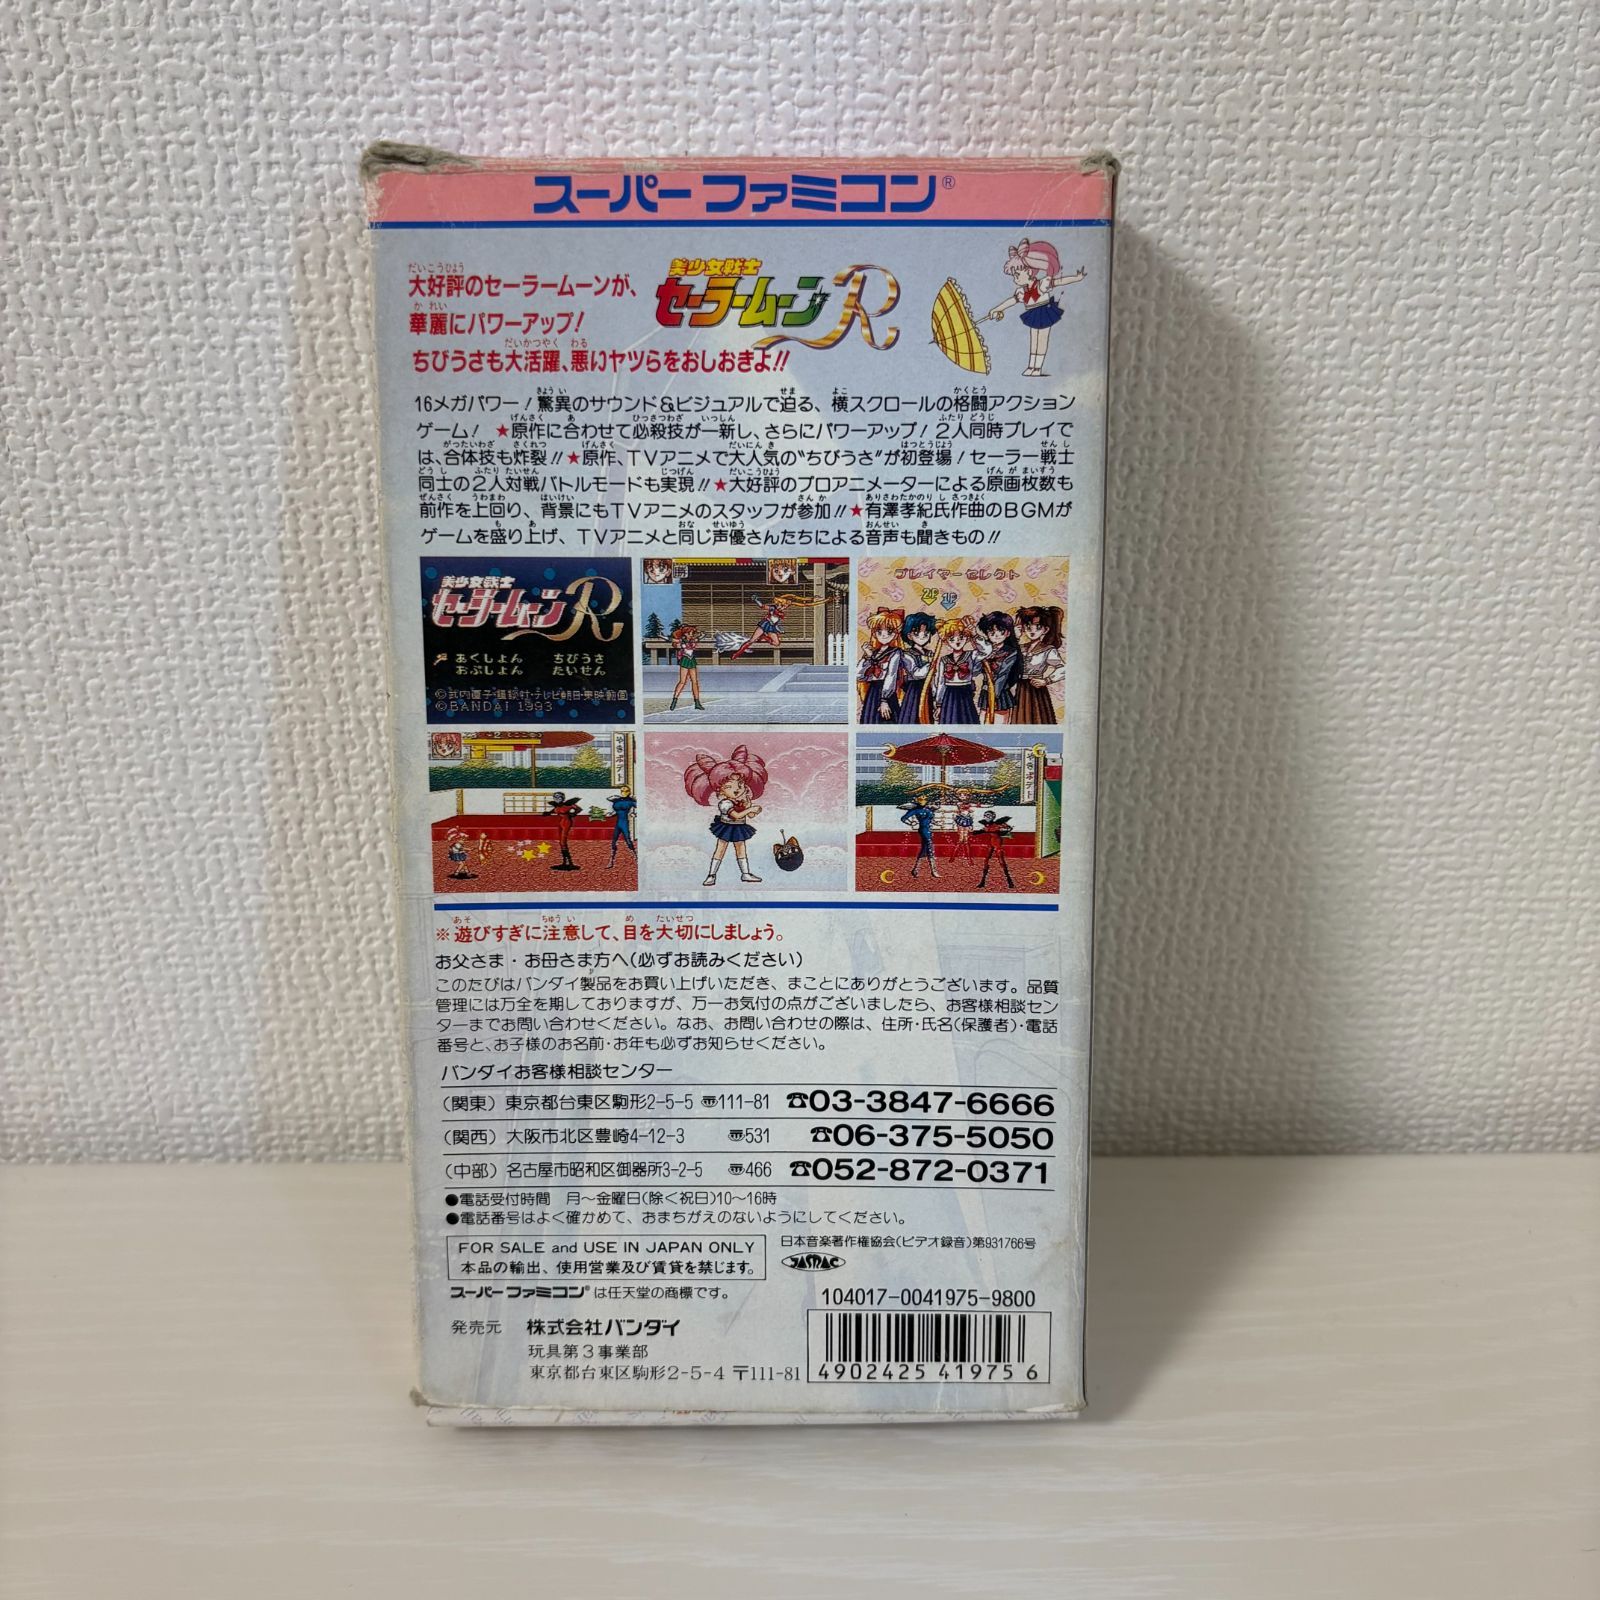 スーパーファミコン®
大好評のセーラームーンが、
華麗にパワーアップ!
ちびうさも大活躍、悪いヤツらをおしおきよ!!
美少女戦士
セーラームーンR
16メガパワー!驚異のサウンド&ビジュアルで迫る、横スクロールの格闘アクション
ゲーム! ★原作に合わせて必殺技が一新し、さらにパワーアップ!2人同時プレイで
は、合体技も炸裂!!★原作、TVアニメで大人気の“ちびうさ”が初登場!セーラー戦士
同士の2人対戦バトルモードも実現!!★大好評のプロアニメーターによる原画枚数も
前作を上回り、背景にもTVアニメのスタッフが参加!!★有澤孝紀氏作曲のBGMが
ゲームを盛り上げ、TVアニメと同じ声優さんたちによる音声も聞きもの!!
美少女戦士
セーラームーンR
あくしょん ちびうさ
おぷしょん たいせん
©武内直子・講談社・テレビ朝日・東映動画
©BANDAI 1993
勝
プレイヤーセレクト
2P 1P
やきポテト
やきポテト
※遊びすぎに注意して、目を大切にしましょう。
お父さま・お母さま方へ(必ずお読みください)
このたびはバンダイ製品をお買い上げいただき、まことにありがとうございます。品質
管理には万全を期しておりますが、万一お気付の点がございましたら、お客様相談セン
ターまでお問い合わせください。なお、お問い合わせの際は、住所・氏名(保護者)・電話
番号と、お子様のお名前・お年も必ずお知らせください。
バンダイお客様相談センター
(関東) 東京都台東区駒形2-5-5 〠111-81 ☎03-3847-6666
(関西) 大阪市北区豊崎4-12-3 〠531 ☎06-375-5050
(中部) 名古屋市昭和区御器所3-2-5 〠466 ☎052-872-0371
●電話受付時間 月~金曜日(除く祝日)10~16時
●電話番号はよく確かめて、おまちがえのないようにしてください。
FOR SALE and USE IN JAPAN ONLY
本品の輸出、使用営業及び賃貸を禁じます。
日本音楽著作権協会(ビデオ録音)第931766号
JASRAC
スーパーファミコン®は任天堂の商標です。
104017-0041975-9800
発売元 株式会社バンダイ
玩具第3事業部
東京都台東区駒形2-5-4 〒111-81
4902425 419756